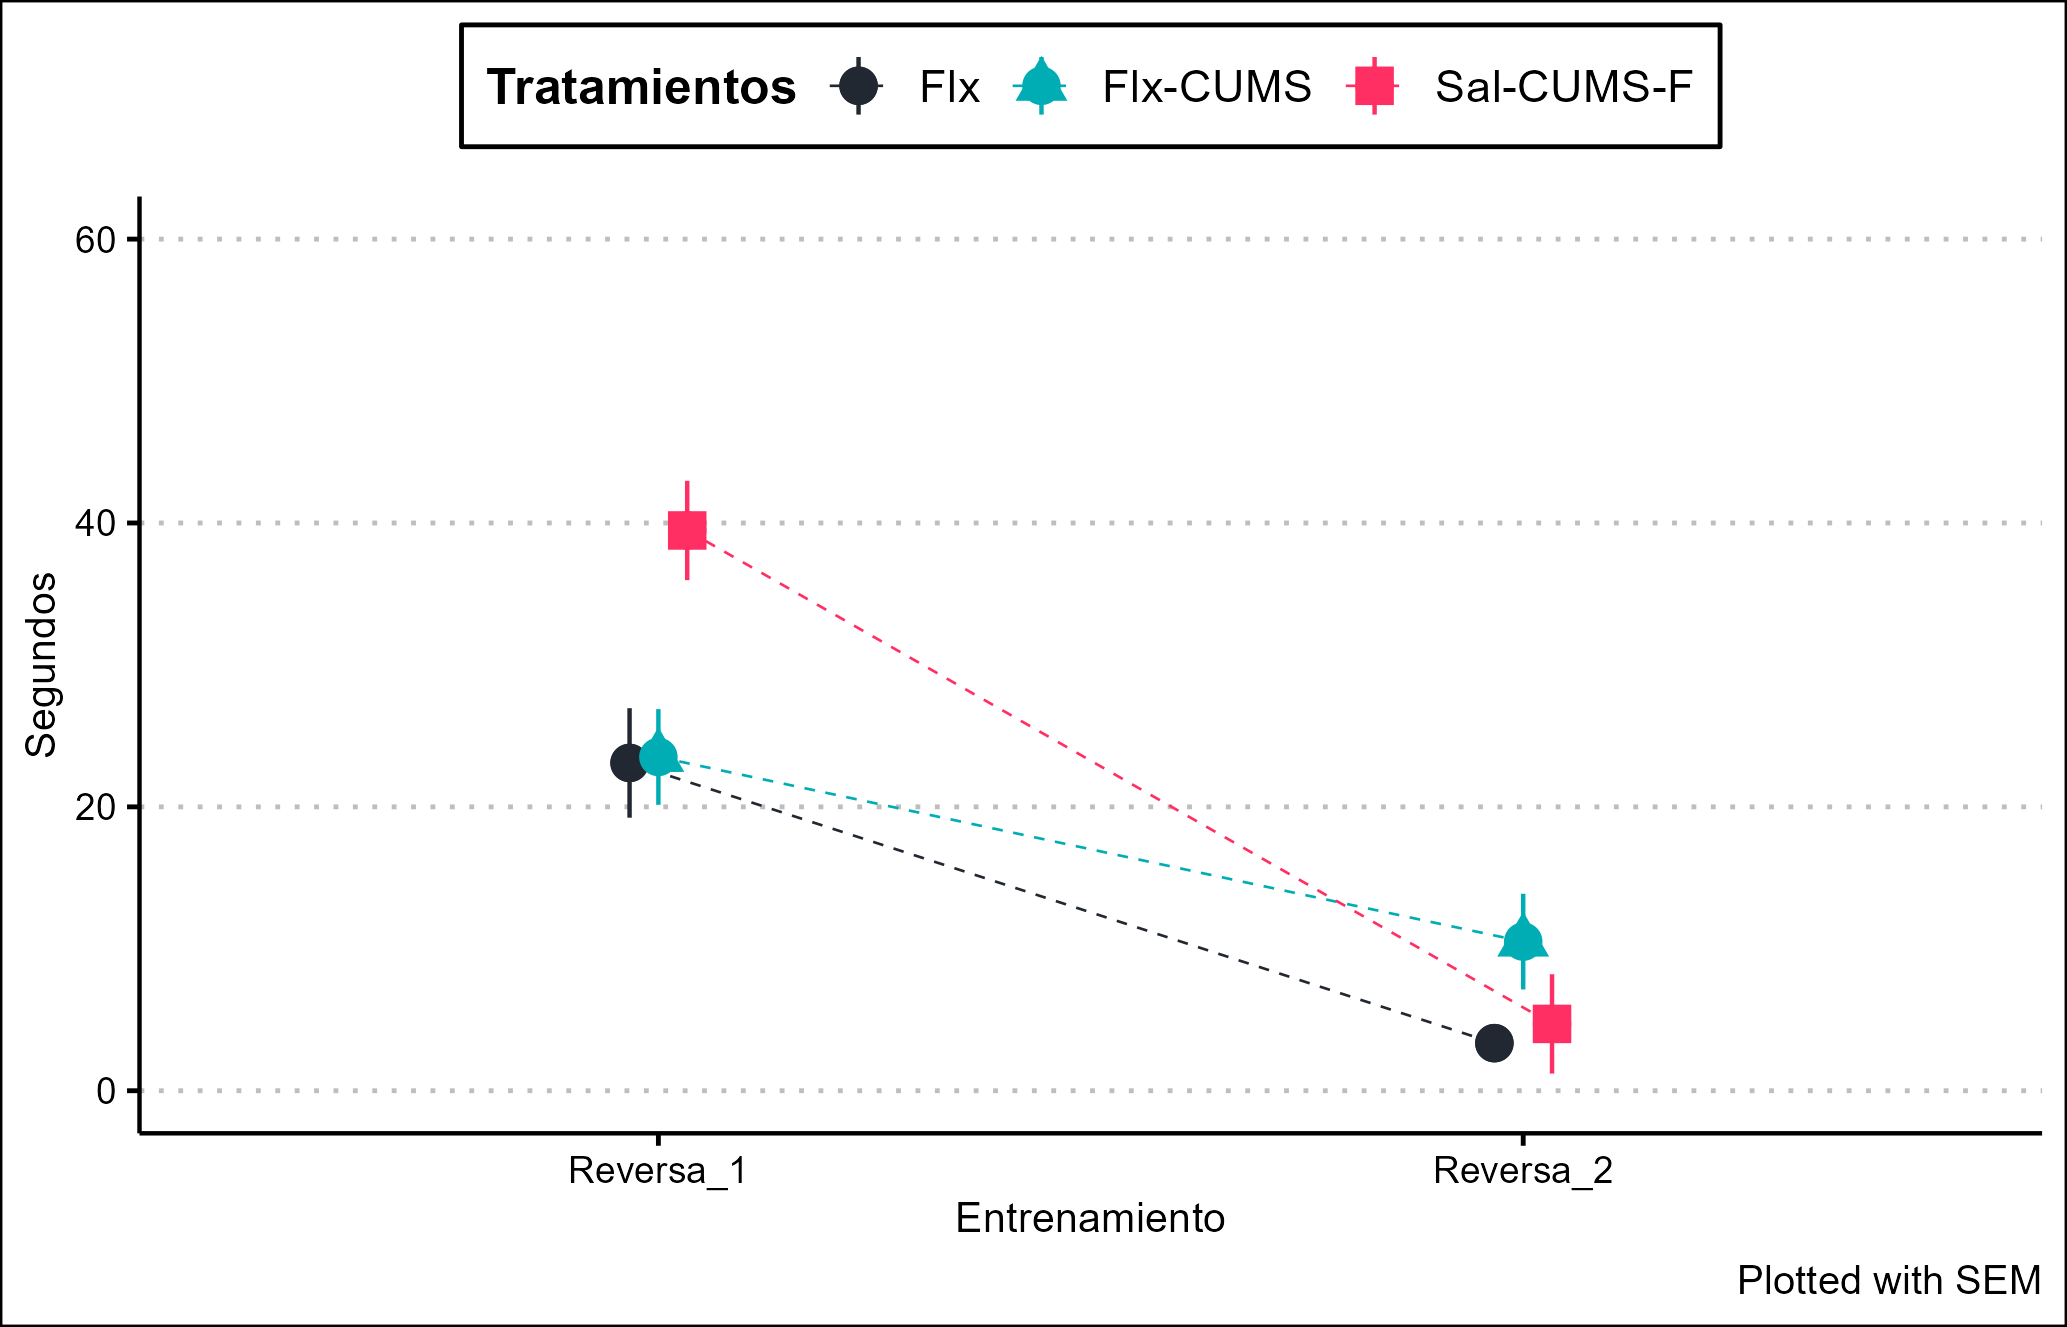 Tratamientos Flx Flx-CUMS Sal-CUMS-F
60
40
20
0
Segundos
Reversa_1 Reversa_2
Entrenamiento
Plotted with SEM